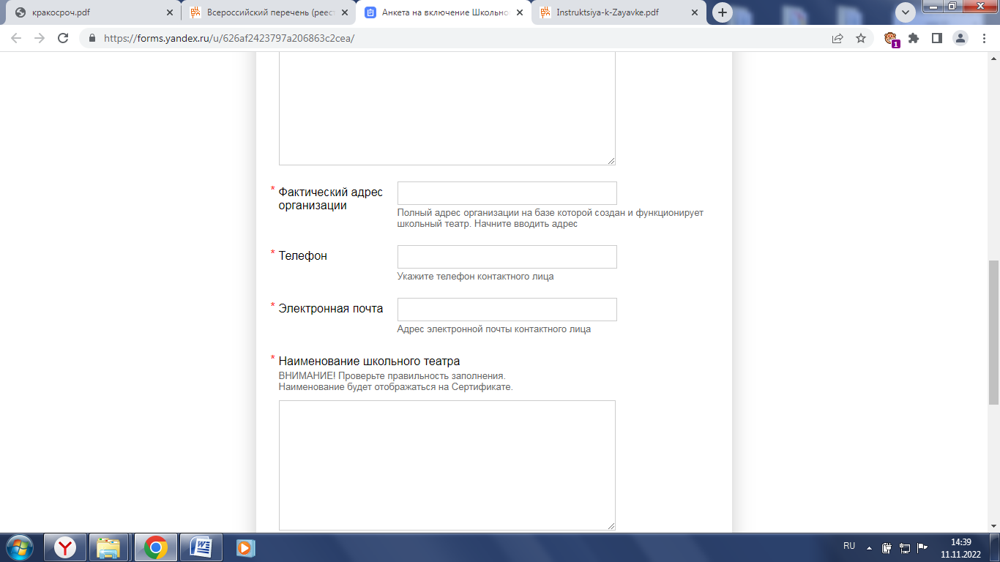 кракосроч.pdf
Всероссийский перечень (реест
Анкета на включение Школьно
Instruktsiya-k-Zayavke.pdf
https://forms.yandex.ru/u/626af2423797a206863c2cea/
1
* Фактический адрес
организации
Полный адрес организации на базе которой создан и функционирует
школьный театр. Начните вводить адрес
* Телефон
Укажите телефон контактного лица
* Электронная почта
Адрес электронной почты контактного лица
* Наименование школьного театра
ВНИМАНИЕ! Проверьте правильность заполнения.
Наименование будет отображаться на Сертификате.
RU
14:39
11.11.2022